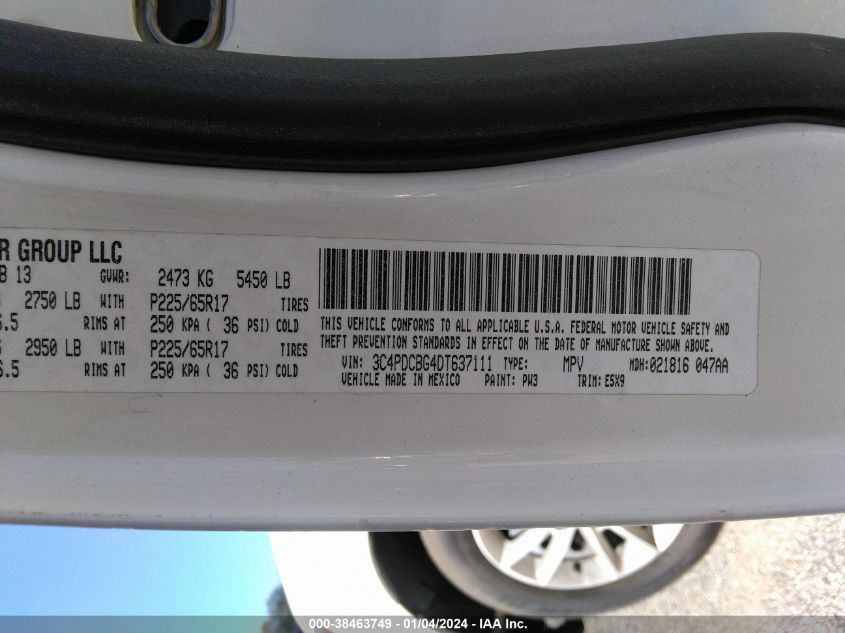 R GROUP LLC
B 13 GVWR: 2473 KG 5450 LB
2750 LB WITH P225/65R17 TIRES
6.5 RIMS AT 250 KPA ( 36 PSI) COLD
2950 LB WITH P225/65R17 TIRES
6.5 RIMS AT 250 KPA ( 36 PSI) COLD
THIS VEHICLE CONFORMS TO ALL APPLICABLE U.S.A. FEDERAL MOTOR VEHICLE SAFETY AND
THEFT PREVENTION STANDARDS IN EFFECT ON THE DATE OF MANUFACTURE SHOWN ABOVE.
VIN: 3C4PDCBG4DT637111 TYPE: MPV MDH:021816 047AA
VEHICLE MADE IN MEXICO PAINT: PW3 TRIM: E5X9
000-38463749 - 01/04/2024 - IAA Inc.